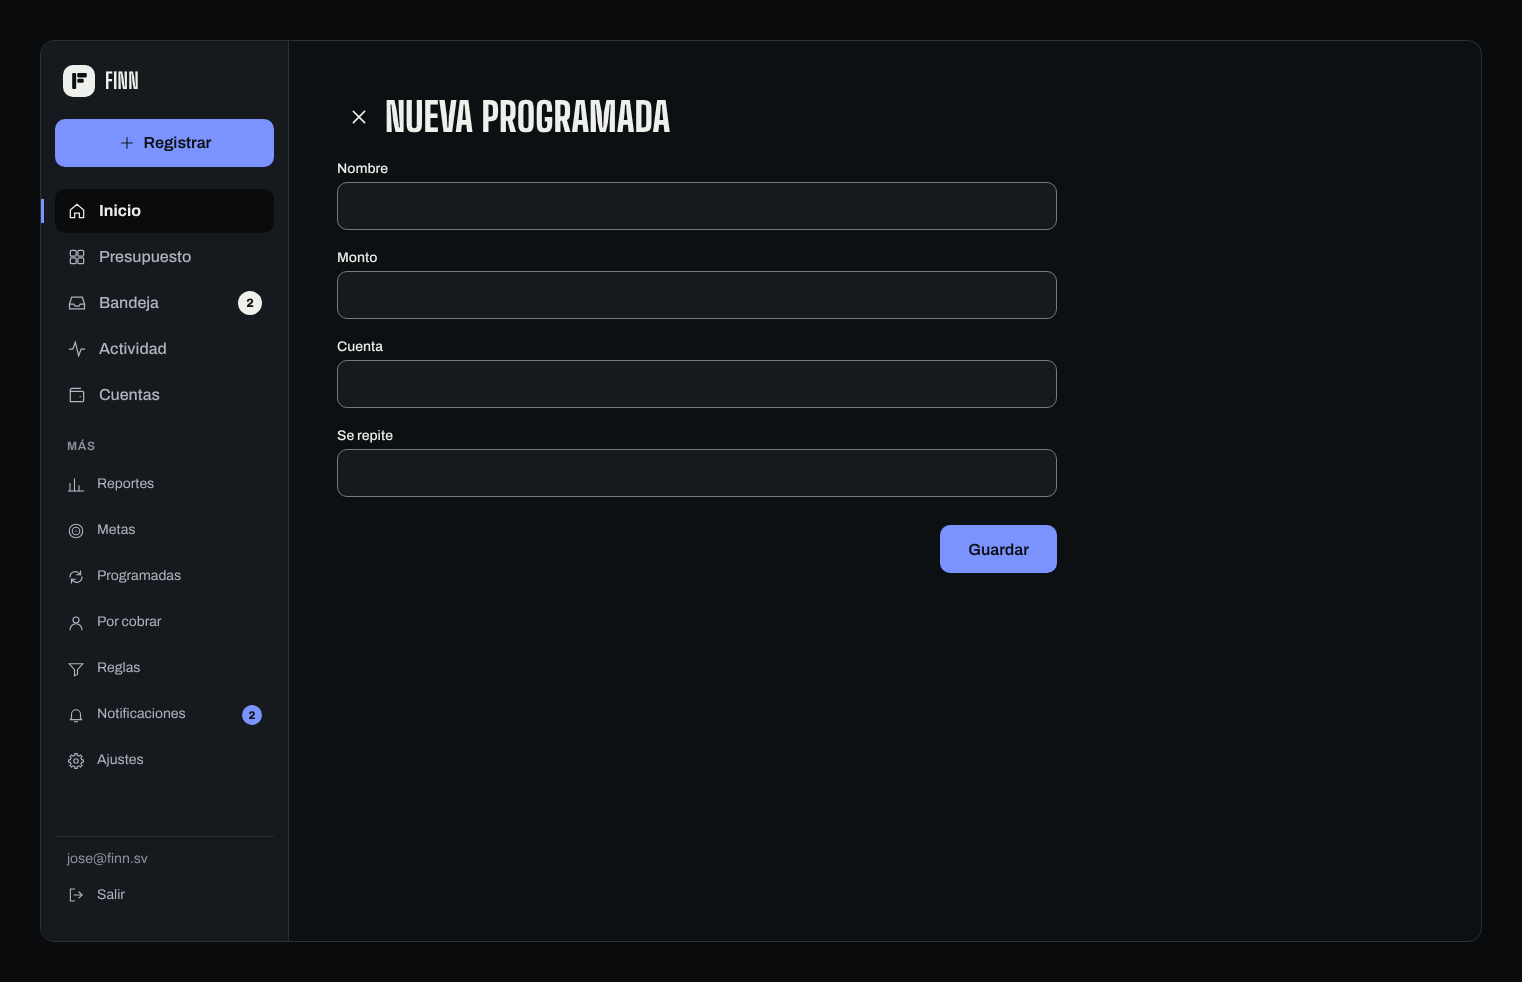 FINN
Registrar
Inicio
Presupuesto
Bandeja 2
Actividad
Cuentas
MÁS
Reportes
Metas
Programadas
Por cobrar
Reglas
Notificaciones 2
Ajustes
jose@finn.sv
Salir
NUEVA PROGRAMADA
Nombre
Monto
Cuenta
Se repite
Guardar